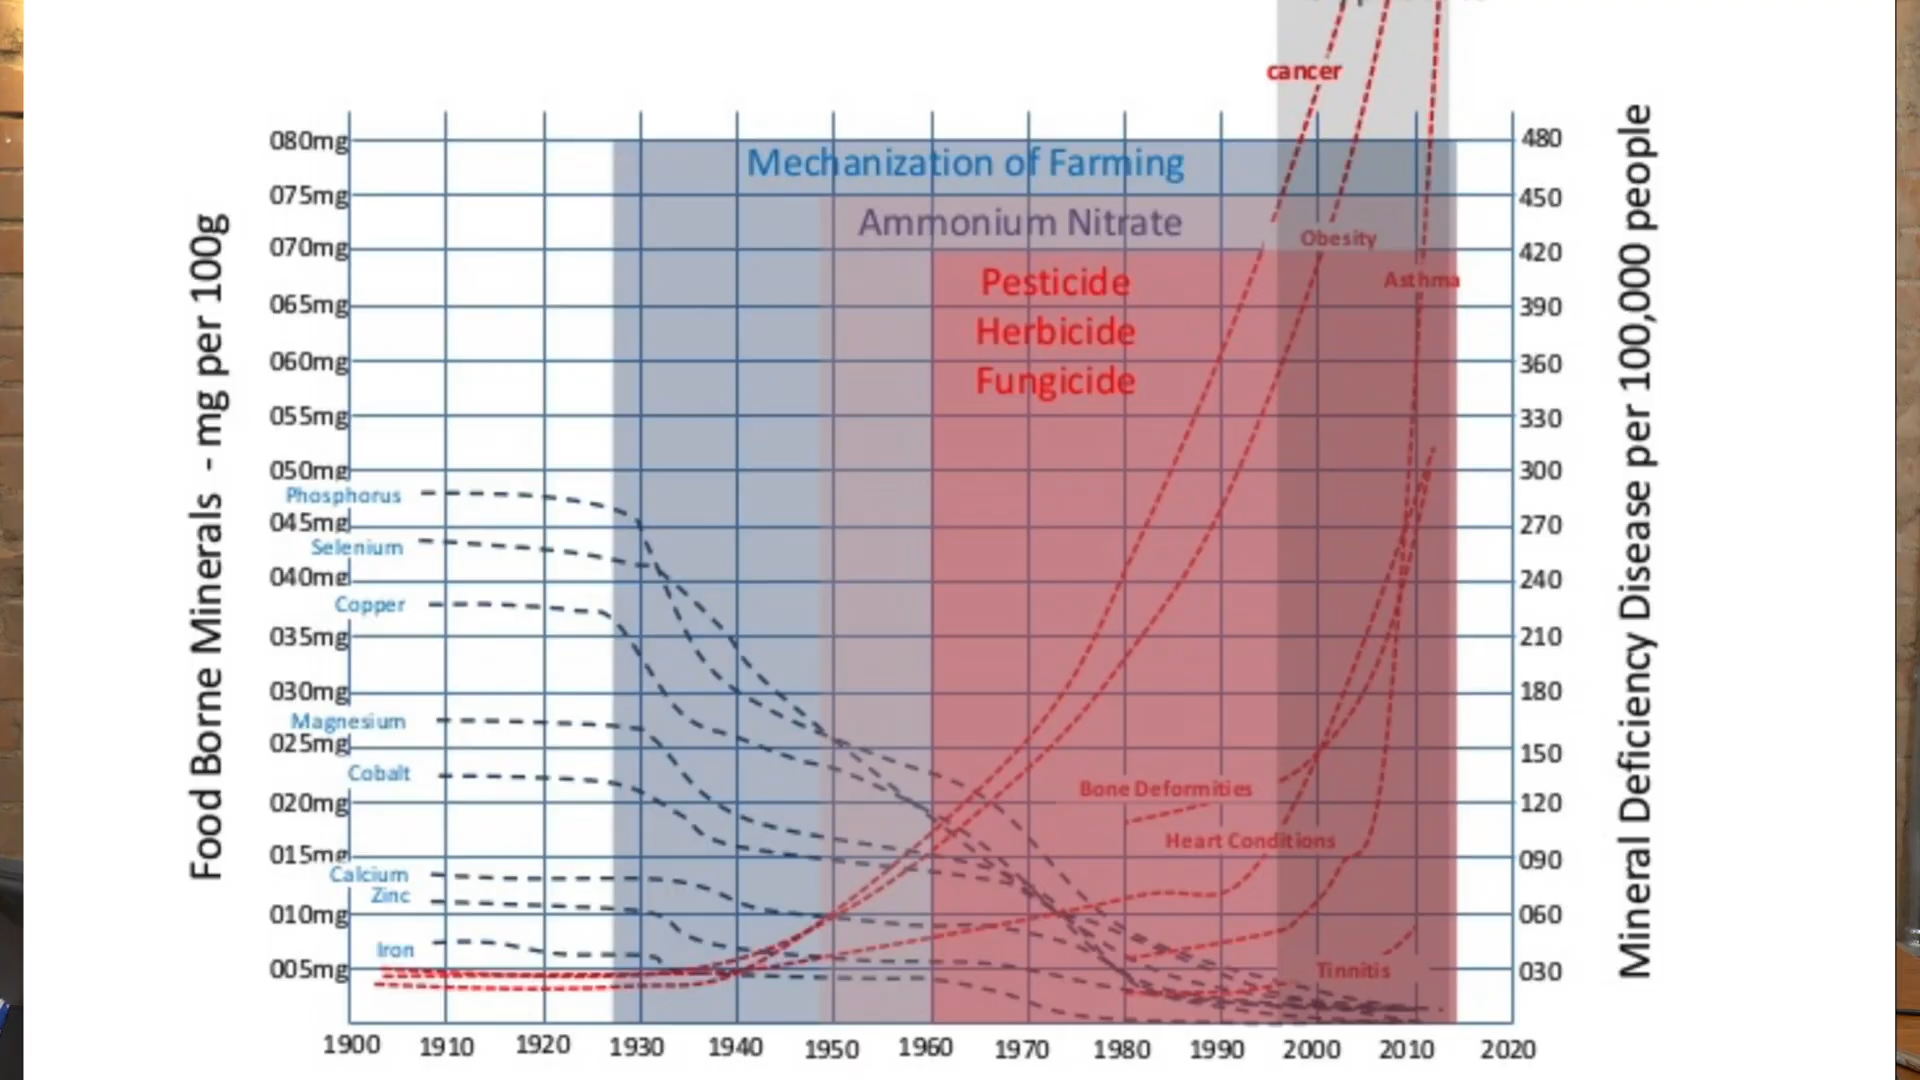 cancer
080mg
480
Mechanization of Farming
075mg
450
Ammonium Nitrate
070mg
420
Obesity
Pesticide
Asthma
065mg
390
Herbicide
060mg
360
Fungicide
055mg
330
050mg
300
Phosphorus
045mg
270
Selenium
040mg
240
Copper
035mg
210
030mg
180
Magnesium
025mg
150
Cobalt
Bone Deformities
020mg
120
Heart Conditions
015mg
090
Calcium
Zinc
010mg
060
Iron
005mg
Tinnitis
030
1900 1910 1920 1930 1940 1950 1960 1970 1980 1990 2000 2010 2020
Food Borne Minerals - mg per 100g
Mineral Deficiency Disease per 100,000 people